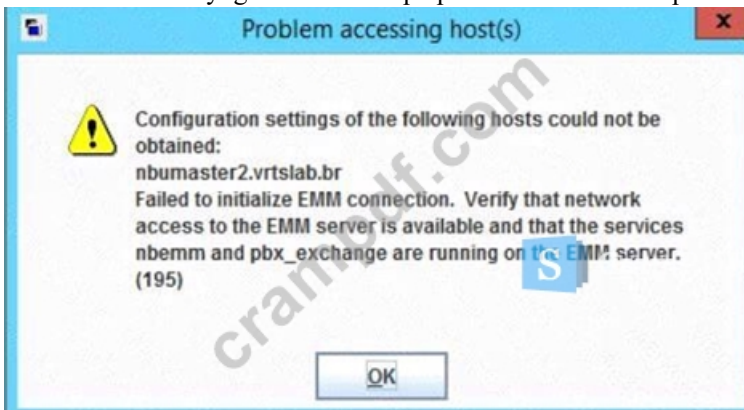 Problem accessing host(s)
x
Configuration settings of the following hosts could not be
obtained:
nbumaster2.vrtslab.br
Failed to initialize EMM connection. Verify that network
access to the EMM server is available and that the services
nbemm and pbx_exchange are running on the EMM server.
(195)
OK
crampdf.com
S